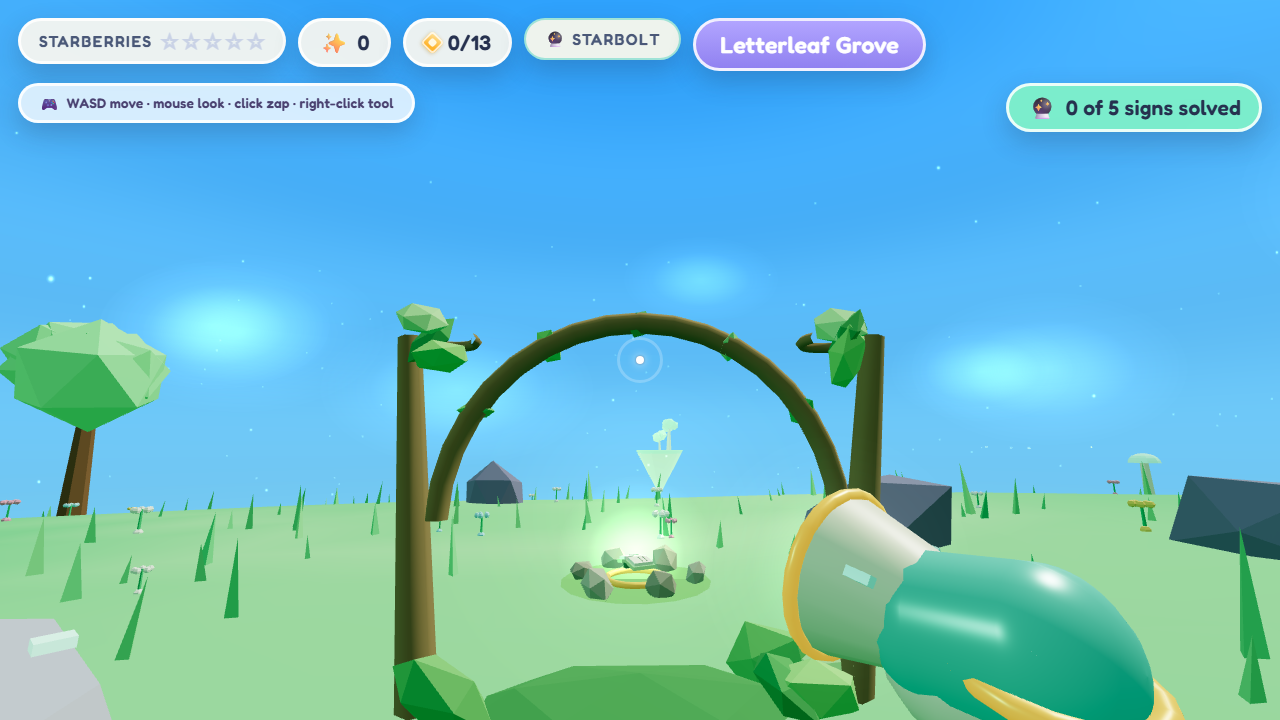 STARBERRIES
0
0/13
STARBOLT
Letterleaf Grove
WASD move · mouse look · click zap · right-click tool
0 of 5 signs solved